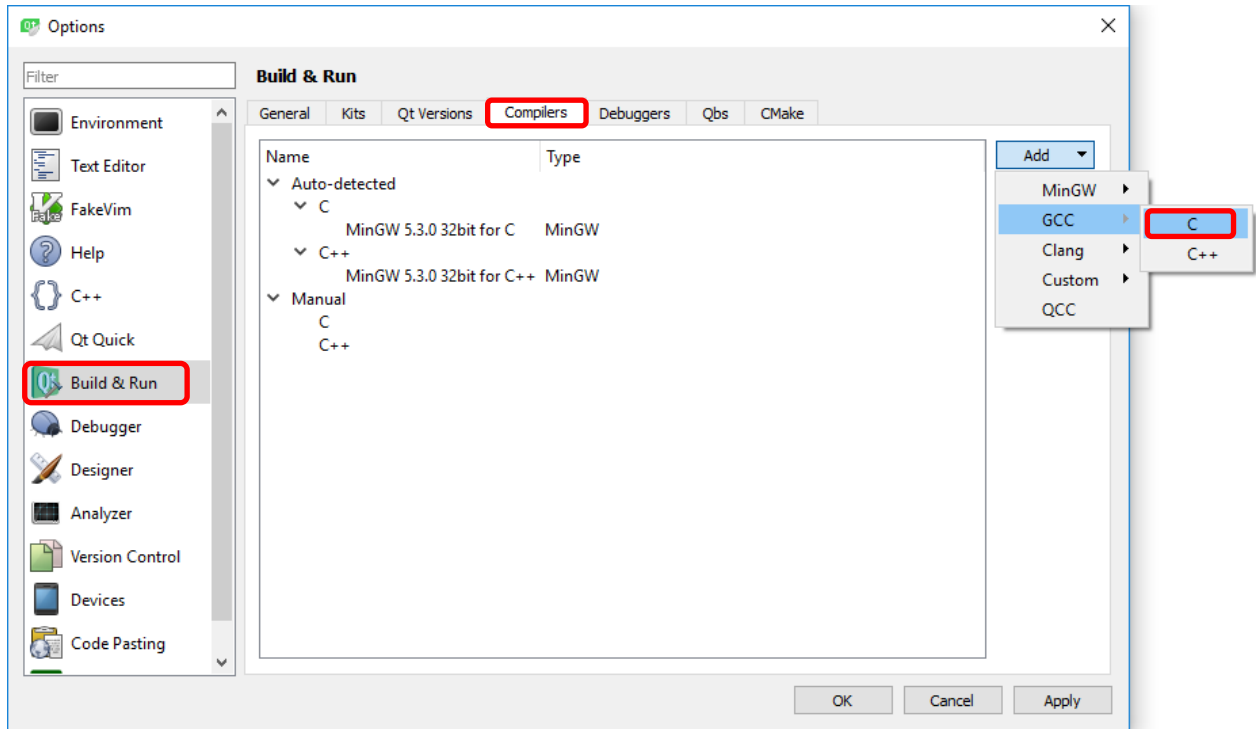 Options
Filter
Environment
Text Editor
FakeVim
Help
C++
Qt Quick
Build & Run
Debugger
Designer
Analyzer
Version Control
Devices
Code Pasting
Build & Run
General Kits Qt Versions Compilers Debuggers Qbs CMake
Name Type
Auto-detected
C
MinGW 5.3.0 32bit for C MinGW
C++
MinGW 5.3.0 32bit for C++ MinGW
Manual
C
C++
Add
MinGW
GCC
Clang
Custom
QCC
C
C++
OK Cancel Apply